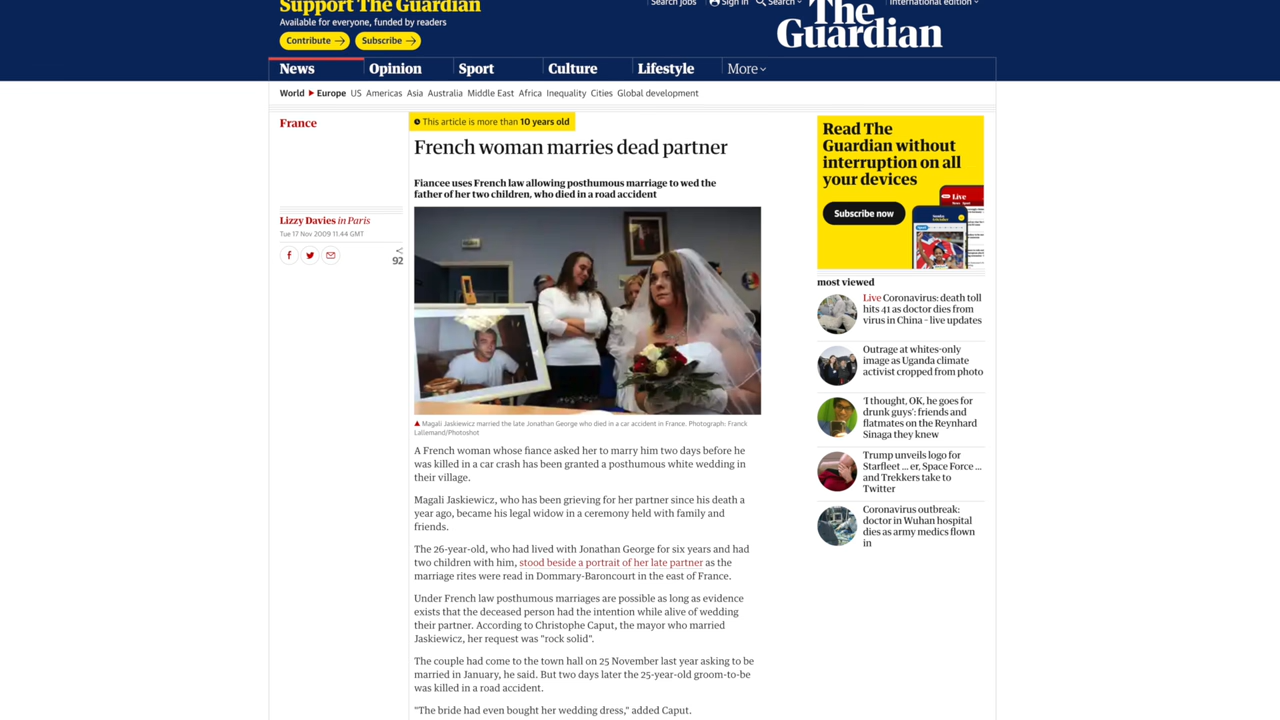 Support The Guardian
Available for everyone, funded by readers
Contribute →
Subscribe →
Search jobs
Sign in
Search
International edition
The
Guardian
News
Opinion
Sport
Culture
Lifestyle
More
World
Europe
US
Americas
Asia
Australia
Middle East
Africa
Inequality
Cities
Global development
France
This article is more than 10 years old
French woman marries dead partner
Fiancee uses French law allowing posthumous marriage to wed the
father of her two children, who died in a road accident
Lizzy Davies in Paris
Tue 17 Nov 2009 11.44 GMT
92
Magali Jaskiewicz married the late Jonathan George who died in a car accident in France. Photograph: Franck
Lallemand/Photoshot
A French woman whose fiance asked her to marry him two days before he
was killed in a car crash has been granted a posthumous white wedding in
their village.
Magali Jaskiewicz, who has been grieving for her partner since his death a
year ago, became his legal widow in a ceremony held with family and
friends.
The 26-year-old, who had lived with Jonathan George for six years and had
two children with him, stood beside a portrait of her late partner as the
marriage rites were read in Dommary-Baroncourt in the east of France.
Under French law posthumous marriages are possible as long as evidence
exists that the deceased person had the intention while alive of wedding
their partner. According to Christophe Caput, the mayor who married
Jaskiewicz, her request was "rock solid".
The couple had come to the town hall on 25 November last year asking to be
married in January, he said. But two days later the 25-year-old groom-to-be
was killed in a road accident.
"The bride had even bought her wedding dress," added Caput.
Read The
Guardian without
interruption on all
your devices
Subscribe now
Live
most viewed
Live Coronavirus: death toll
hits 41 as doctor dies from
virus in China – live updates
Outrage at whites-only
image as Uganda climate
activist cropped from photo
'I thought, OK, he goes for
drunk guys': friends and
flatmates on the Reynhard
Sinaga they knew
Trump unveils logo for
Starfleet ... er, Space Force ...
and Trekkers take to
Twitter
Coronavirus outbreak:
doctor in Wuhan hospital
dies as army medics flown
in